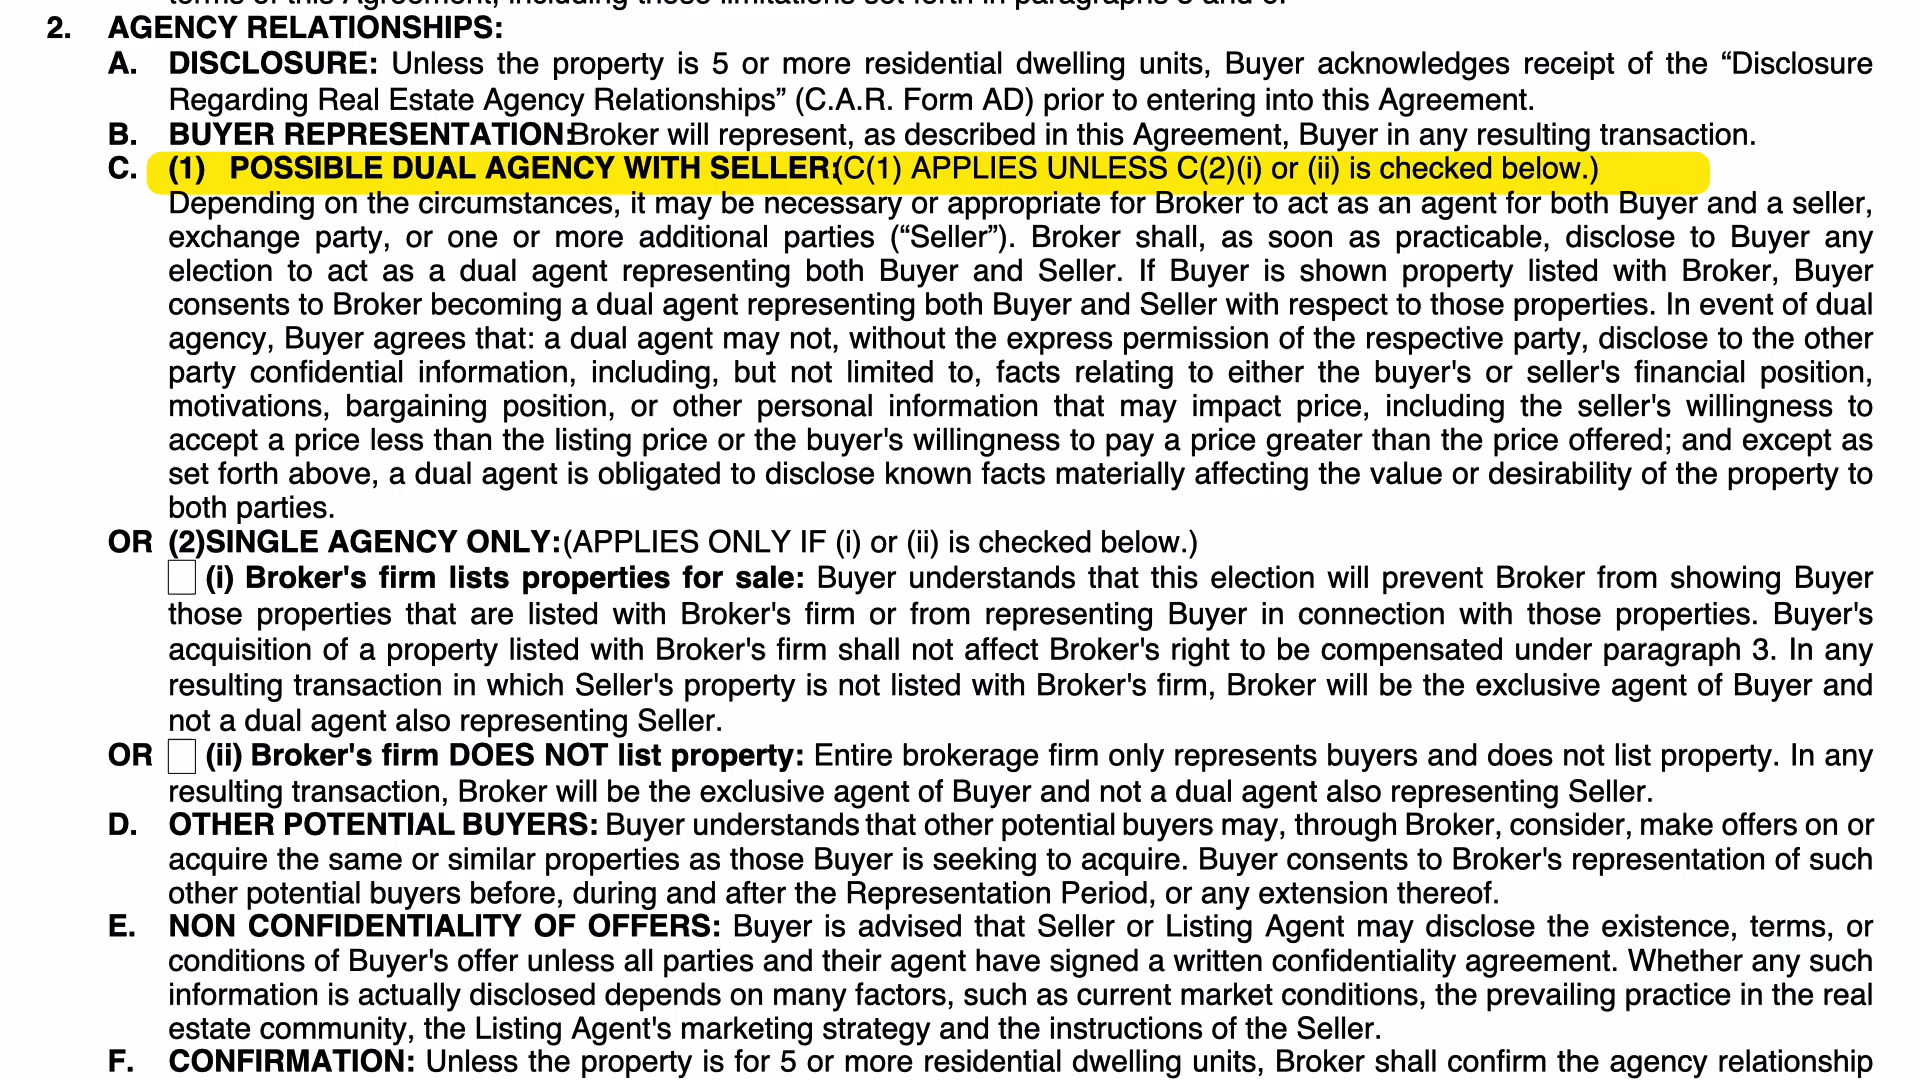 terms of this Agreement, including those limitations set forth in paragraphs 5 and 6.
2. AGENCY RELATIONSHIPS:
A. DISCLOSURE: Unless the property is 5 or more residential dwelling units, Buyer acknowledges receipt of the “Disclosure
Regarding Real Estate Agency Relationships” (C.A.R. Form AD) prior to entering into this Agreement.
B. BUYER REPRESENTATION:Broker will represent, as described in this Agreement, Buyer in any resulting transaction.
C. (1) POSSIBLE DUAL AGENCY WITH SELLER:(C(1) APPLIES UNLESS C(2)(i) or (ii) is checked below.)
Depending on the circumstances, it may be necessary or appropriate for Broker to act as an agent for both Buyer and a seller,
exchange party, or one or more additional parties (“Seller”). Broker shall, as soon as practicable, disclose to Buyer any
election to act as a dual agent representing both Buyer and Seller. If Buyer is shown property listed with Broker, Buyer
consents to Broker becoming a dual agent representing both Buyer and Seller with respect to those properties. In event of dual
agency, Buyer agrees that: a dual agent may not, without the express permission of the respective party, disclose to the other
party confidential information, including, but not limited to, facts relating to either the buyer's or seller's financial position,
motivations, bargaining position, or other personal information that may impact price, including the seller's willingness to
accept a price less than the listing price or the buyer's willingness to pay a price greater than the price offered; and except as
set forth above, a dual agent is obligated to disclose known facts materially affecting the value or desirability of the property to
both parties.
OR (2)SINGLE AGENCY ONLY:(APPLIES ONLY IF (i) or (ii) is checked below.)
(i) Broker's firm lists properties for sale: Buyer understands that this election will prevent Broker from showing Buyer
those properties that are listed with Broker's firm or from representing Buyer in connection with those properties. Buyer's
acquisition of a property listed with Broker's firm shall not affect Broker's right to be compensated under paragraph 3. In any
resulting transaction in which Seller's property is not listed with Broker's firm, Broker will be the exclusive agent of Buyer and
not a dual agent also representing Seller.
OR (ii) Broker's firm DOES NOT list property: Entire brokerage firm only represents buyers and does not list property. In any
resulting transaction, Broker will be the exclusive agent of Buyer and not a dual agent also representing Seller.
D. OTHER POTENTIAL BUYERS: Buyer understands that other potential buyers may, through Broker, consider, make offers on or
acquire the same or similar properties as those Buyer is seeking to acquire. Buyer consents to Broker's representation of such
other potential buyers before, during and after the Representation Period, or any extension thereof.
E. NON CONFIDENTIALITY OF OFFERS: Buyer is advised that Seller or Listing Agent may disclose the existence, terms, or
conditions of Buyer's offer unless all parties and their agent have signed a written confidentiality agreement. Whether any such
information is actually disclosed depends on many factors, such as current market conditions, the prevailing practice in the real
estate community, the Listing Agent's marketing strategy and the instructions of the Seller.
F. CONFIRMATION: Unless the property is for 5 or more residential dwelling units, Broker shall confirm the agency relationship